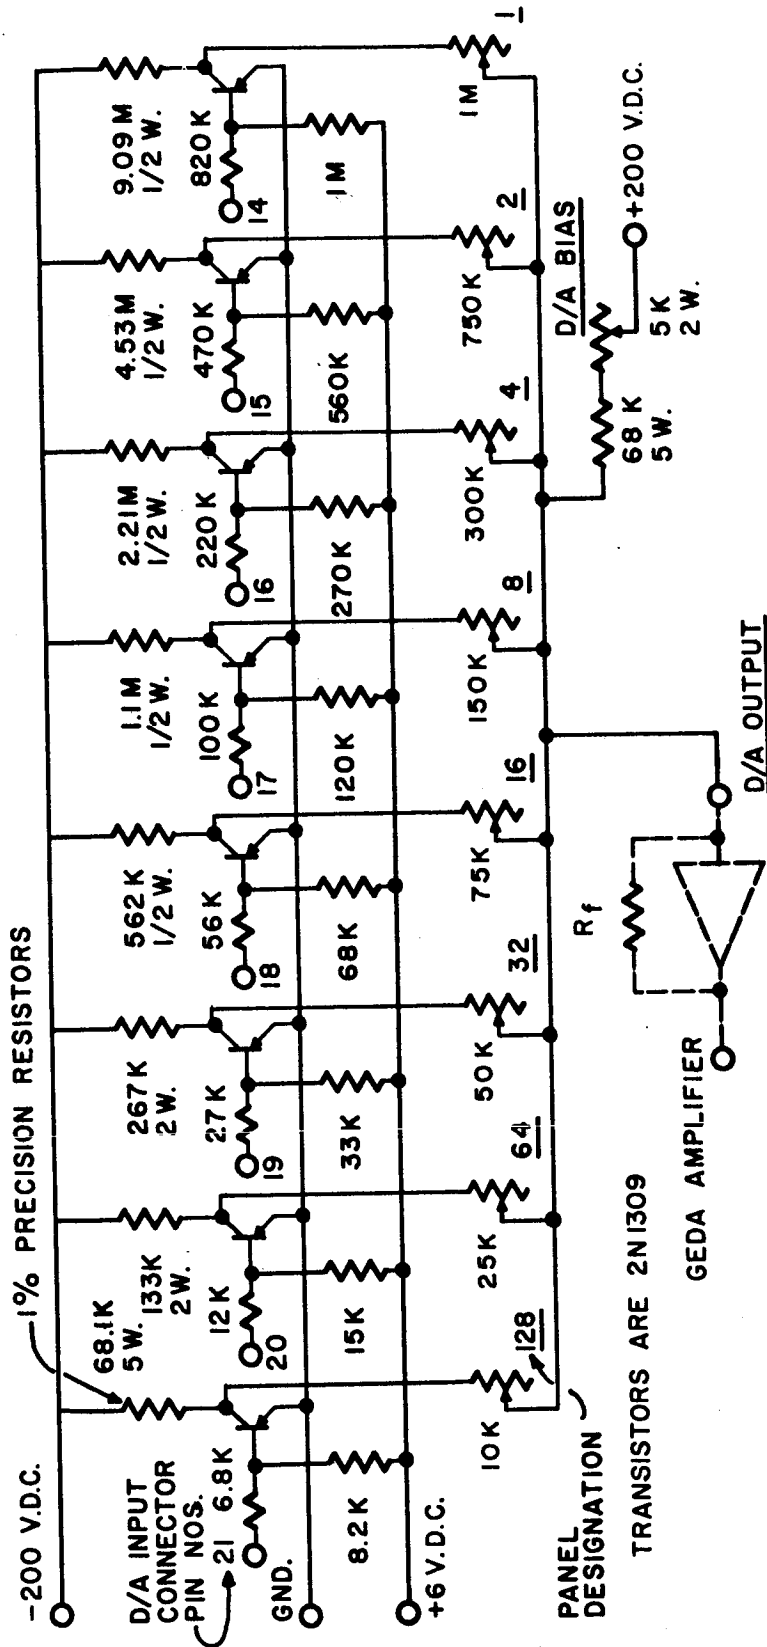 -200 V.D.C.
1% PRECISION RESISTORS
68.1K
5 W.
133K
2 W.
267K
2 W.
562K
1/2 W.
1.1M
1/2 W.
2.21M
1/2 W.
4.53M
1/2 W.
9.09M
1/2 W.
D/A INPUT
CONNECTOR
PIN NOS.
21
6.8K
20
12K
19
27K
18
56K
17
100K
16
220K
15
470K
14
820K
GND.
8.2K
15K
33K
68K
120K
270K
560K
1M
+6 V.D.C.
10K
128
25K
64
50K
32
75K
16
150K
8
300K
4
750K
2
1M
1
PANEL
DESIGNATION
D/A BIAS
68K
5 W.
5K
2 W.
+200 V.D.C.
TRANSISTORS ARE 2N1309
GEDA AMPLIFIER
Rf
D/A OUTPUT